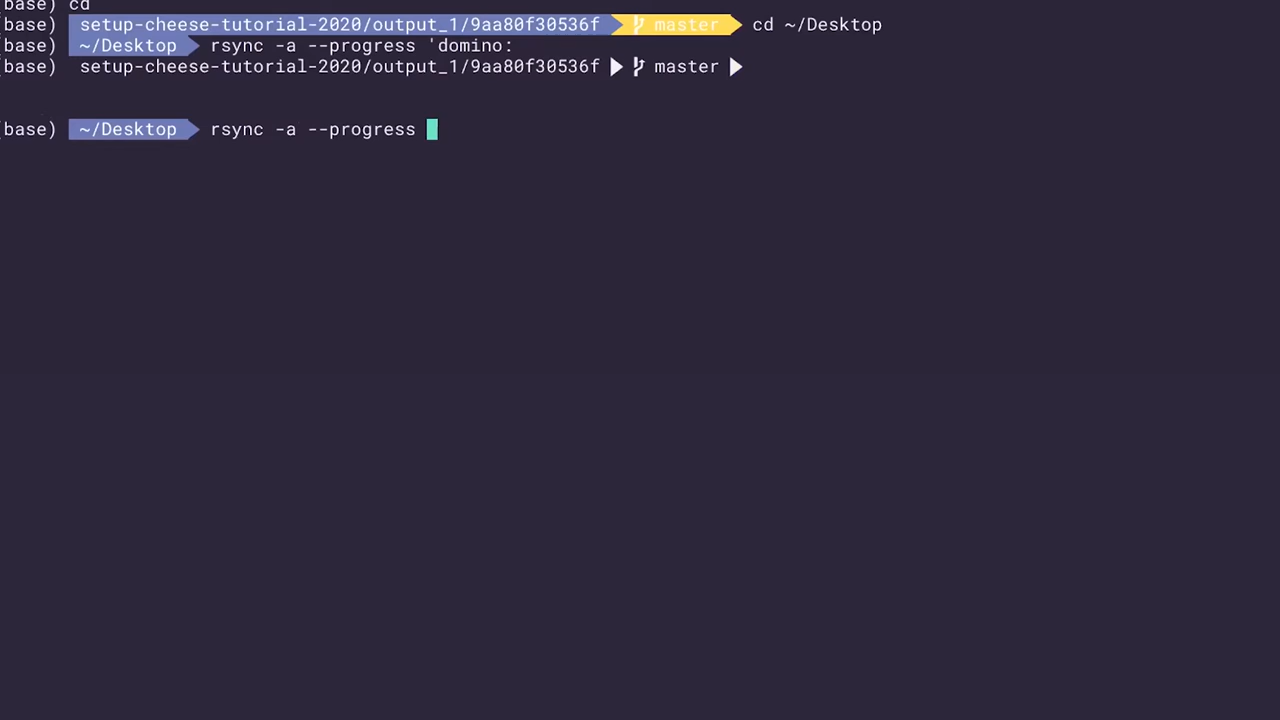 (base) cd
(base) setup-cheese-tutorial-2020/output_1/9aa80f30536f master cd ~/Desktop
(base) ~/Desktop rsync -a --progress 'domino:
(base) setup-cheese-tutorial-2020/output_1/9aa80f30536f master
(base) ~/Desktop rsync -a --progress